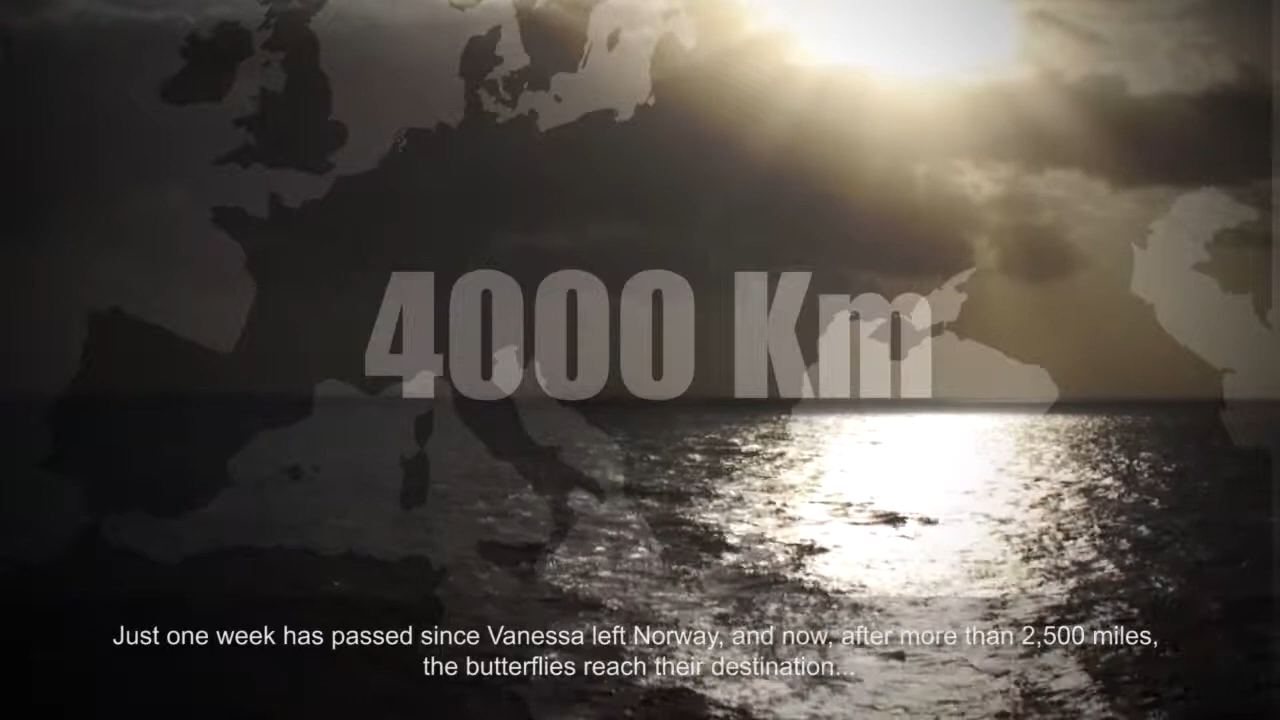 4000 Km
Just one week has passed since Vanessa left Norway, and now, after more than 2,500 miles,
the butterflies reach their destination...